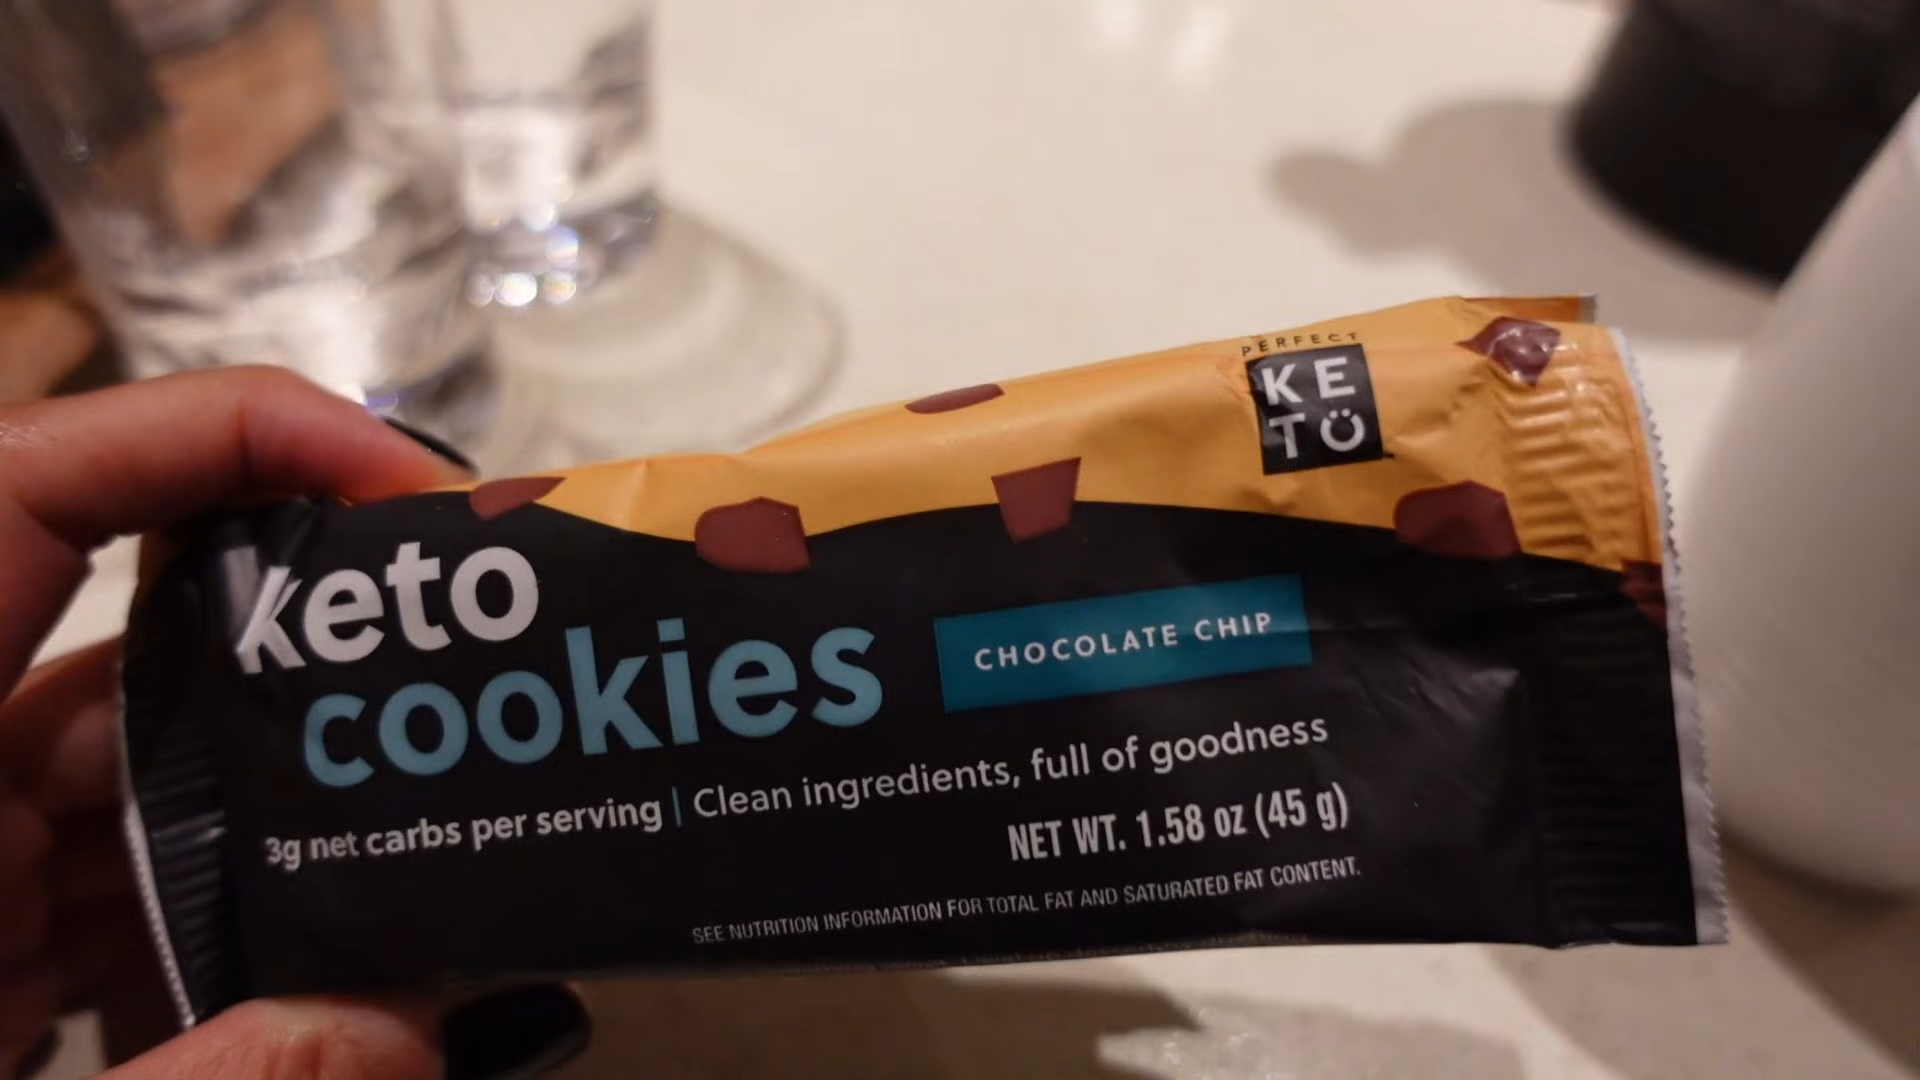 PERFECT
KE
TÖ
keto
cookies
CHOCOLATE CHIP
3g net carbs per serving | Clean ingredients, full of goodness
NET WT. 1.58 oz (45 g)
SEE NUTRITION INFORMATION FOR TOTAL FAT AND SATURATED FAT CONTENT.